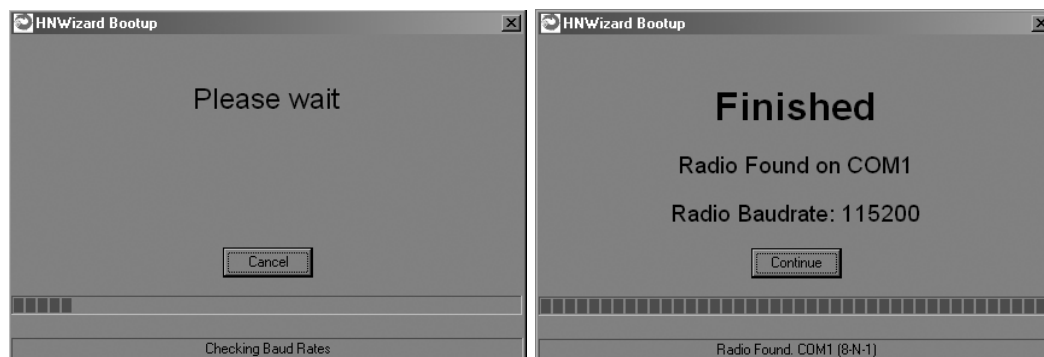 HNWizard Bootup
Please wait
Cancel
Checking Baud Rates
HNWizard Bootup
Finished
Radio Found on COM1
Radio Baudrate: 115200
Continue
Radio Found. COM1 (8-N-1)